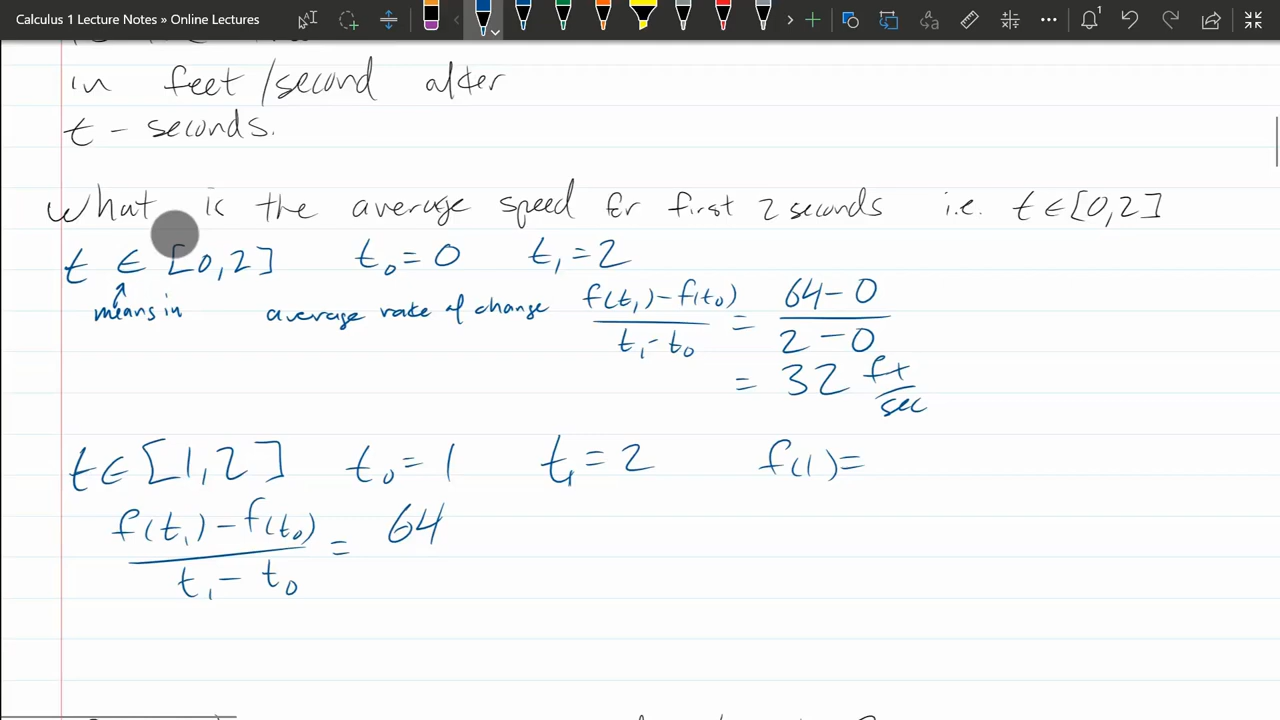 Calculus 1 Lecture Notes » Online Lectures
in feet/second after
t - seconds.
What is the average speed for first 2 seconds i.e. t ∈ [0,2]
t ∈ [0,2] t₀ = 0 t₁ = 2
means in
average rate of change f(t₁) - f(t₀) / t₁ - t₀ = 64 - 0 / 2 - 0
= 32 ft/sec
t ∈ [1,2] t₀ = 1 t₁ = 2 f(1) =
f(t₁) - f(t₀) / t₁ - t₀ = 64